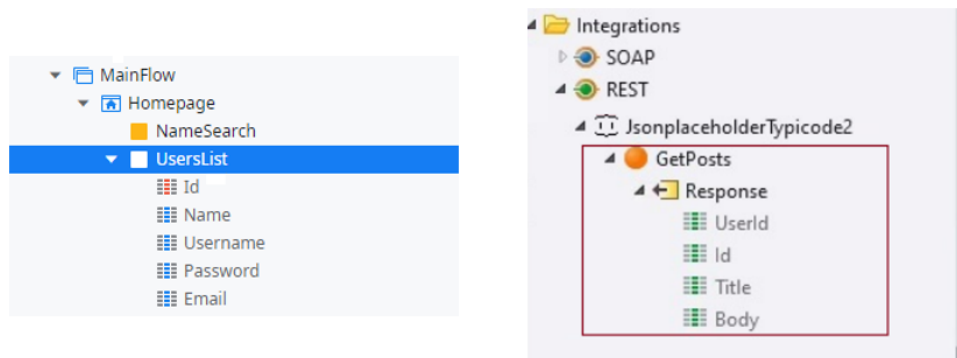 MainFlow
Homepage
NameSearch
UsersList
Id
Name
Username
Password
Email
Integrations
SOAP
REST
JsonplaceholderTypicode2
GetPosts
Response
UserId
Id
Title
Body